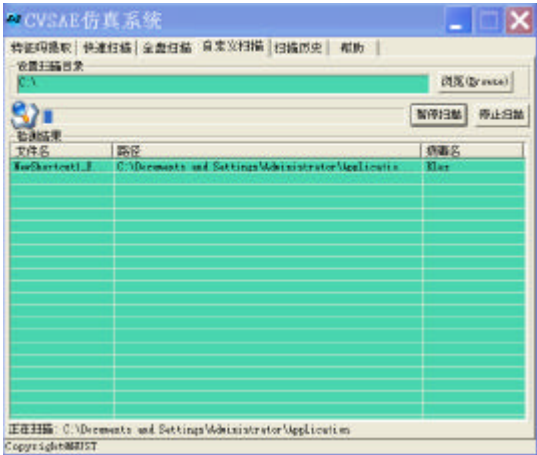 CVSAE仿真系统
特征码提取 快速扫描 全盘扫描 自定义扫描 扫描历史 帮助
设置扫描目录
C:\
浏览(Browse)
暂停扫描 停止扫描
检测结果
文件名 路径 病毒名
C:\Documents and Settings\Administrator\Applicatio... Klez
正在扫描: C:\Documents and Settings\Administrator\Application